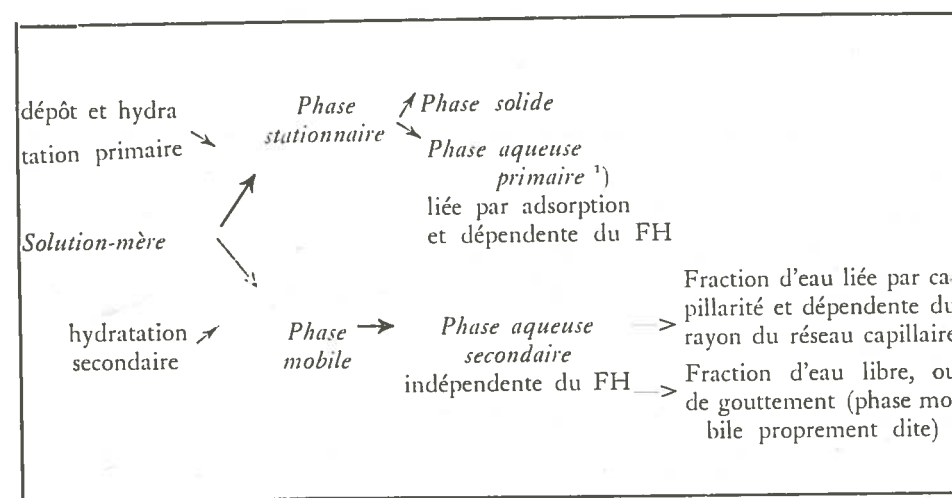 dépôt et hydra
tation primaire
Phase
stationnaire
Phase solide
Phase aqueuse
primaire ¹)
liée par adsorption
et dépendente du FH
Solution-mère
hydratation
secondaire
Phase
mobile
Phase aqueuse
secondaire
indépendente du FH
Fraction d'eau liée par ca-
pillarité et dépendente du
rayon du réseau capillaire
Fraction d'eau libre, ou
de gouttement (phase mo-
bile proprement dite)